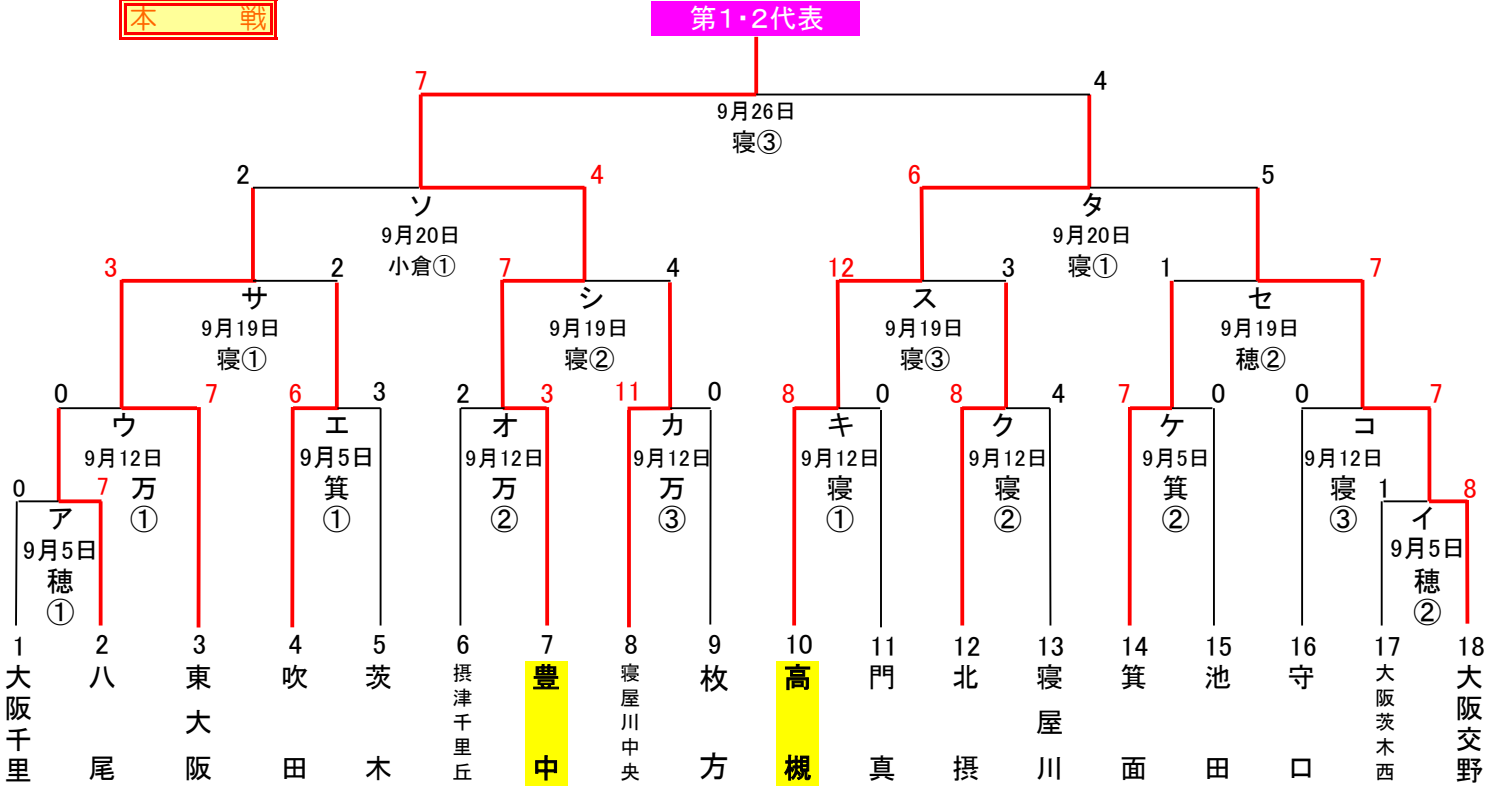 本　戦
第1・2代表
7 4
9月26日
寝③
2 4 6 5
ソ タ
9月20日 9月20日
小倉① 寝①
3 2 7 4 12 3 1 7
サ シ ス セ
9月19日 9月19日 9月19日 9月19日
寝① 寝② 寝③ 穂②
0 7 6 3 2 3 11 0 8 0 8 4 7 0 0 7
ウ エ オ カ キ ク ケ コ
9月12日 9月5日 9月12日 9月12日 9月12日 9月12日 9月5日 9月12日
万① 箕① 万② 万③ 寝① 寝② 箕② 寝③
0 7 1 8
ア イ
9月5日 9月5日
穂① 穂②
1 2 3 4 5 6 7 8 9 10 11 12 13 14 15 16 17 18
大阪千里
八尾
東大阪
吹田
茨木
摂津千里丘
豊中
寝屋川中央
枚方
高槻
門真
北摂
寝屋川
箕面
池田
守口
大阪茨木西
大阪交野